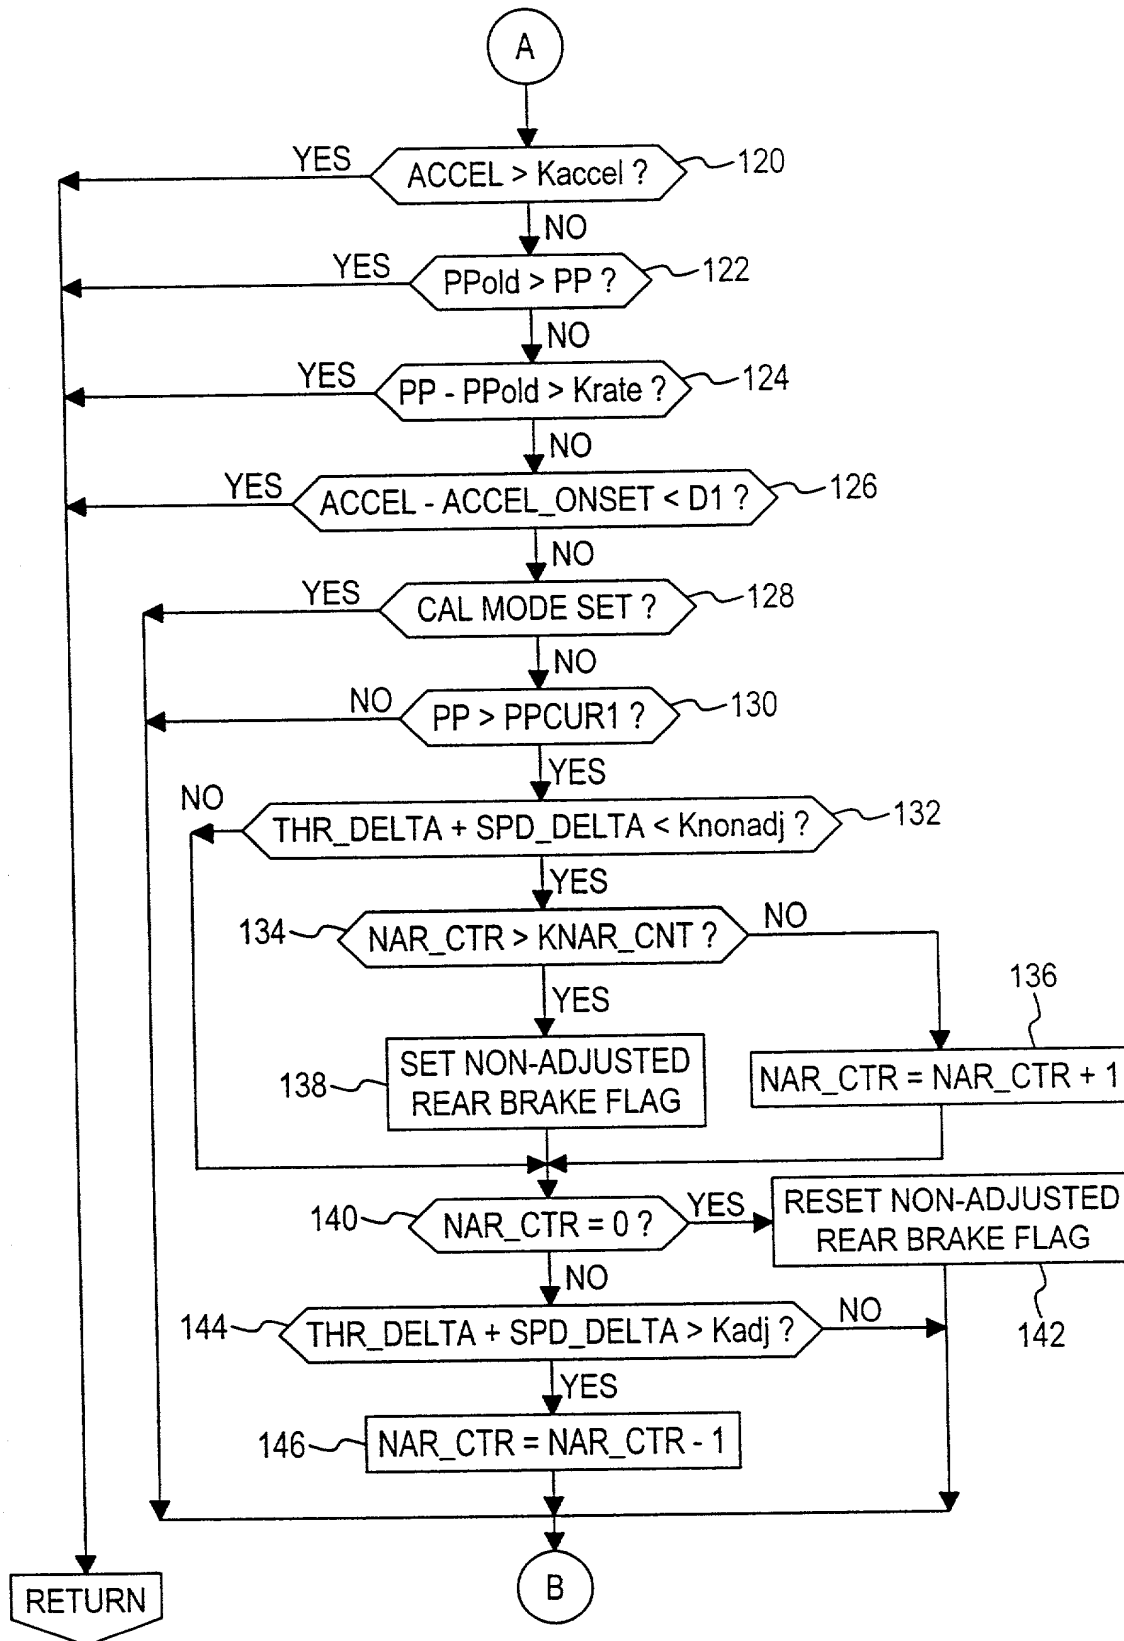 A
YES
ACCEL > Kaccel ?
120
NO
YES
PPold > PP ?
122
NO
YES
PP - PPold > Krate ?
124
NO
YES
ACCEL - ACCEL_ONSET < D1 ?
126
NO
YES
CAL MODE SET ?
128
NO
NO
PP > PPCUR1 ?
130
YES
NO
THR_DELTA + SPD_DELTA < Knonadj ?
132
YES
134
NAR_CTR > KNAR_CNT ?
NO
YES
136
138
SET NON-ADJUSTED
REAR BRAKE FLAG
NAR_CTR = NAR_CTR + 1
140
NAR_CTR = 0 ?
YES
RESET NON-ADJUSTED
REAR BRAKE FLAG
NO
142
144
THR_DELTA + SPD_DELTA > Kadj ?
NO
YES
146
NAR_CTR = NAR_CTR - 1
B
RETURN